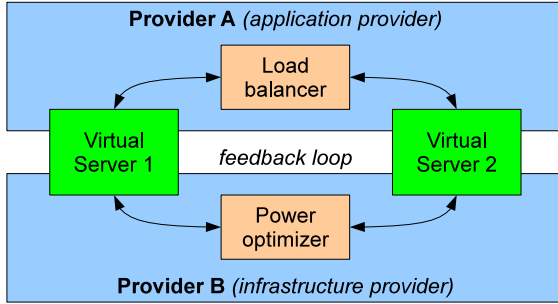 Provider A (application provider)
Load
balancer
Virtual
Server 1
feedback loop
Virtual
Server 2
Power
optimizer
Provider B (infrastructure provider)